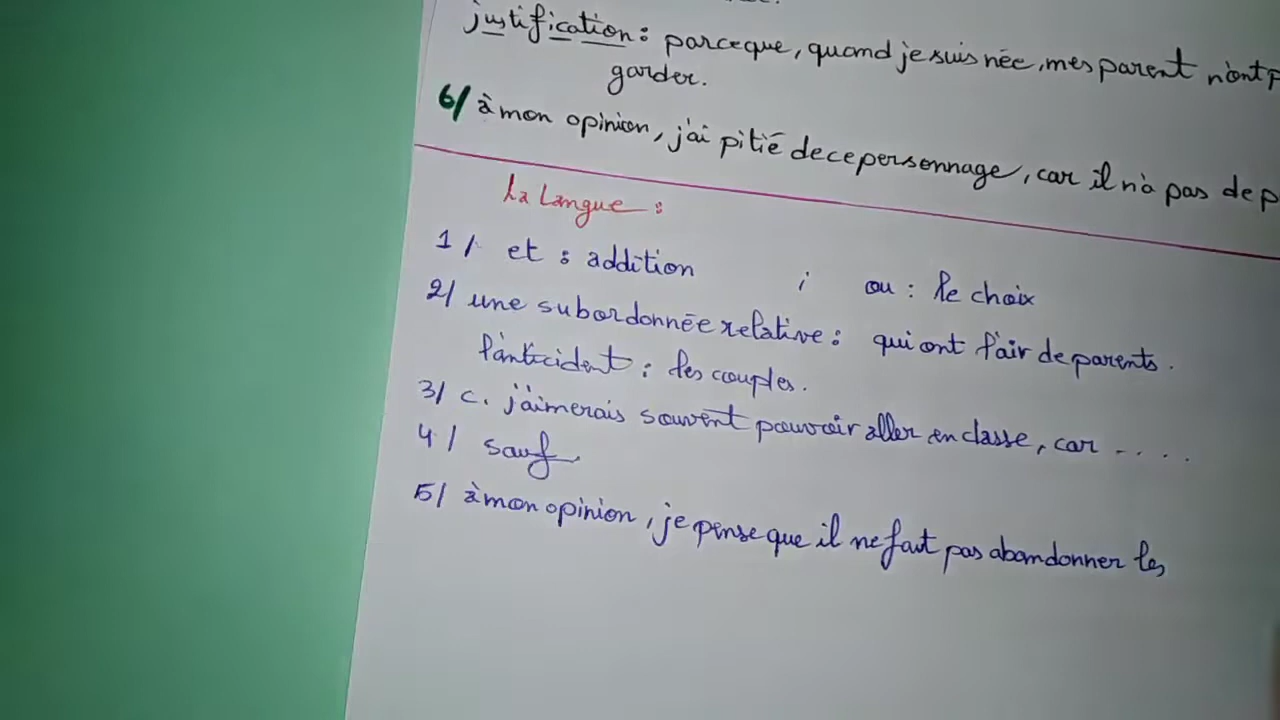 justification : parceque, quand je suis née, mes parent n'ont p
garder.
6/ à mon opinion, j'ai pitié de ce personnage, car il n'a pas de p
La Langue :
1/ et : addition ; ou : le choix
2/ une subordonnée relative : qui ont l'air de parents.
l'antécident : les couples.
3/ c. j'aimerais souvent pouvoir aller en classe, car ....
4/ sauf
5/ à mon opinion, je pense que il ne faut pas abandonner les